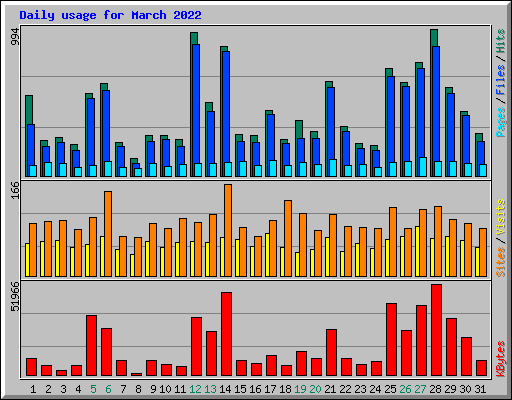 Daily usage for March 2022
994
Pages / Files / Hits
166
Sites / Visits
51966
KBytes
1 2 3 4 5 6 7 8 9 10 11 12 13 14 15 16 17 18 19 20 21 22 23 24 25 26 27 28 29 30 31